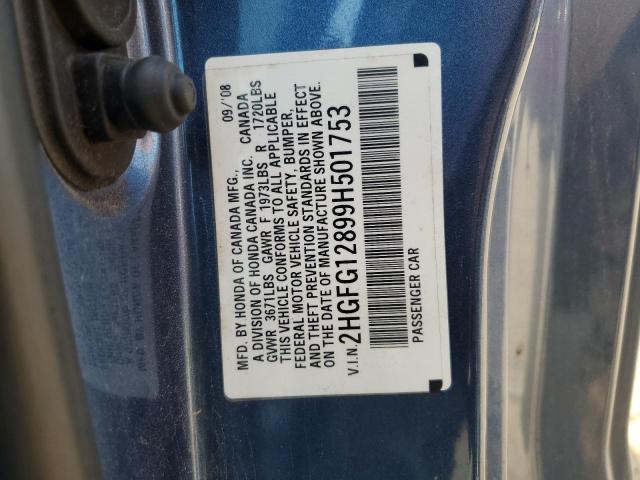 MFD. BY HONDA OF CANADA MFG., 09/'08
A DIVISION OF HONDA CANADA INC. CANADA
GVWR 3671LBS GAWR F 1973LBS R 1720LBS
THIS VEHICLE CONFORMS TO ALL APPLICABLE
FEDERAL MOTOR VEHICLE SAFETY, BUMPER,
AND THEFT PREVENTION STANDARDS IN EFFECT
ON THE DATE OF MANUFACTURE SHOWN ABOVE.
V.I.N. 2HGFG12899H501753
PASSENGER CAR